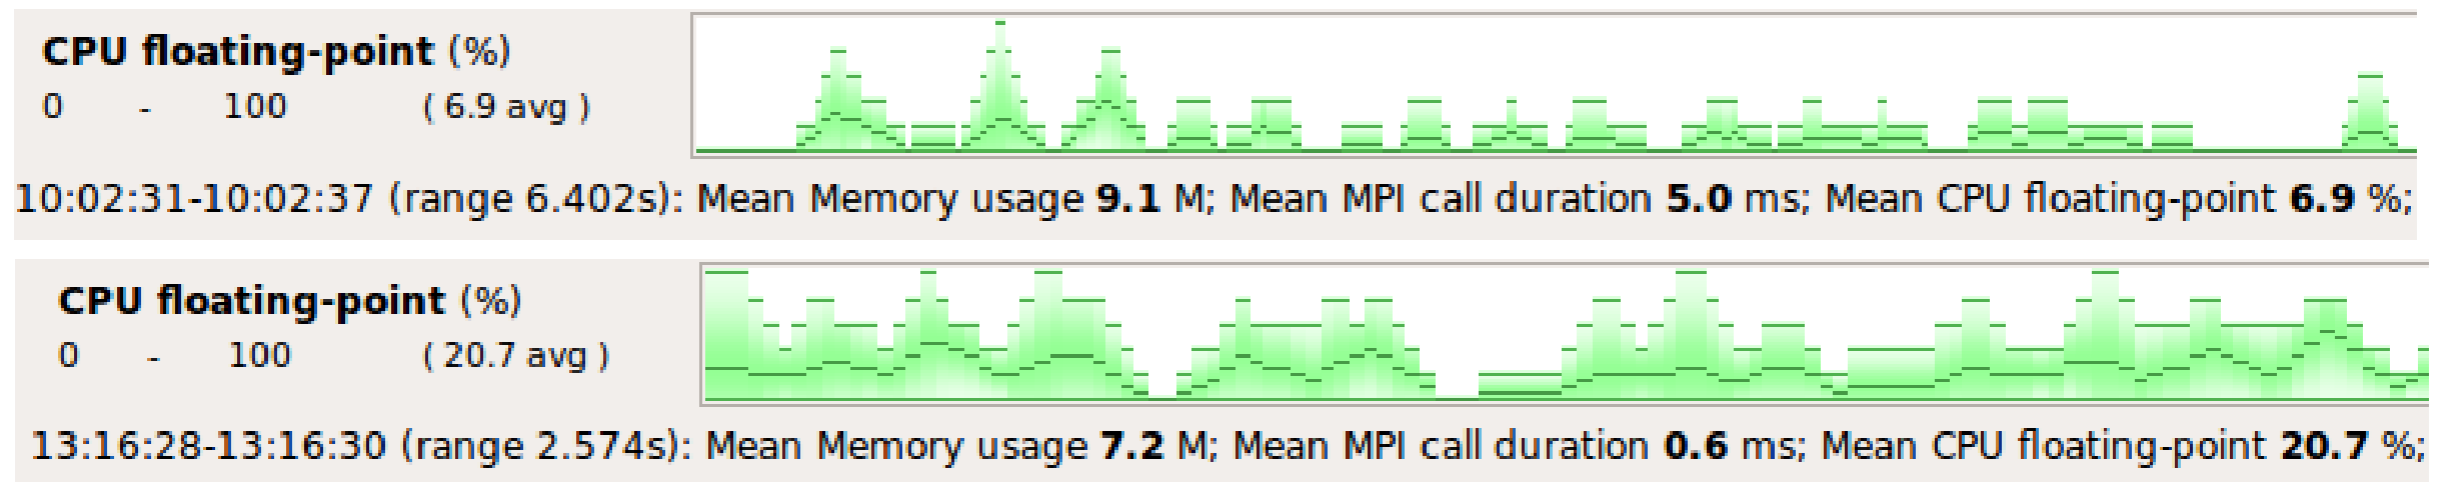 CPU floating-point (%)
0 - 100 ( 6.9 avg )
10:02:31-10:02:37 (range 6.402s): Mean Memory usage 9.1 M; Mean MPI call duration 5.0 ms; Mean CPU floating-point 6.9 %;
CPU floating-point (%)
0 - 100 ( 20.7 avg )
13:16:28-13:16:30 (range 2.574s): Mean Memory usage 7.2 M; Mean MPI call duration 0.6 ms; Mean CPU floating-point 20.7 %;